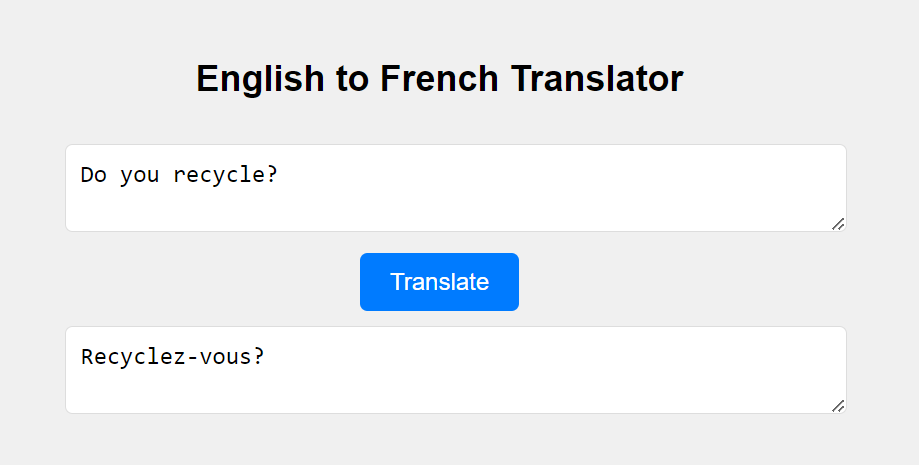 English to French Translator
Do you recycle?
Translate
Recyclez-vous?